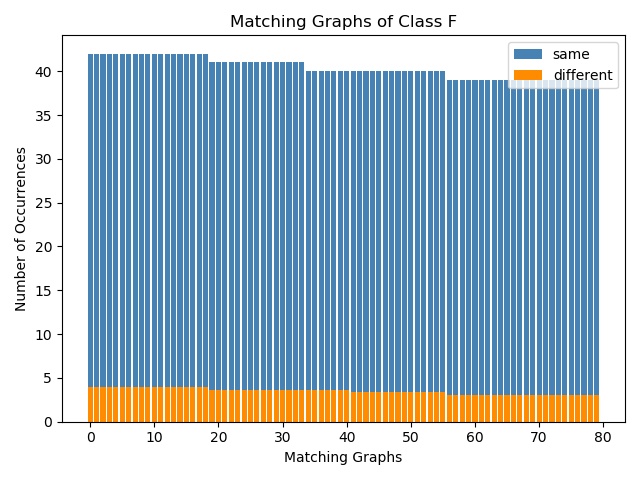 Matching Graphs of Class F
same
different
Number of Occurrences
40
35
30
25
20
15
10
5
0
0 10 20 30 40 50 60 70 80
Matching Graphs